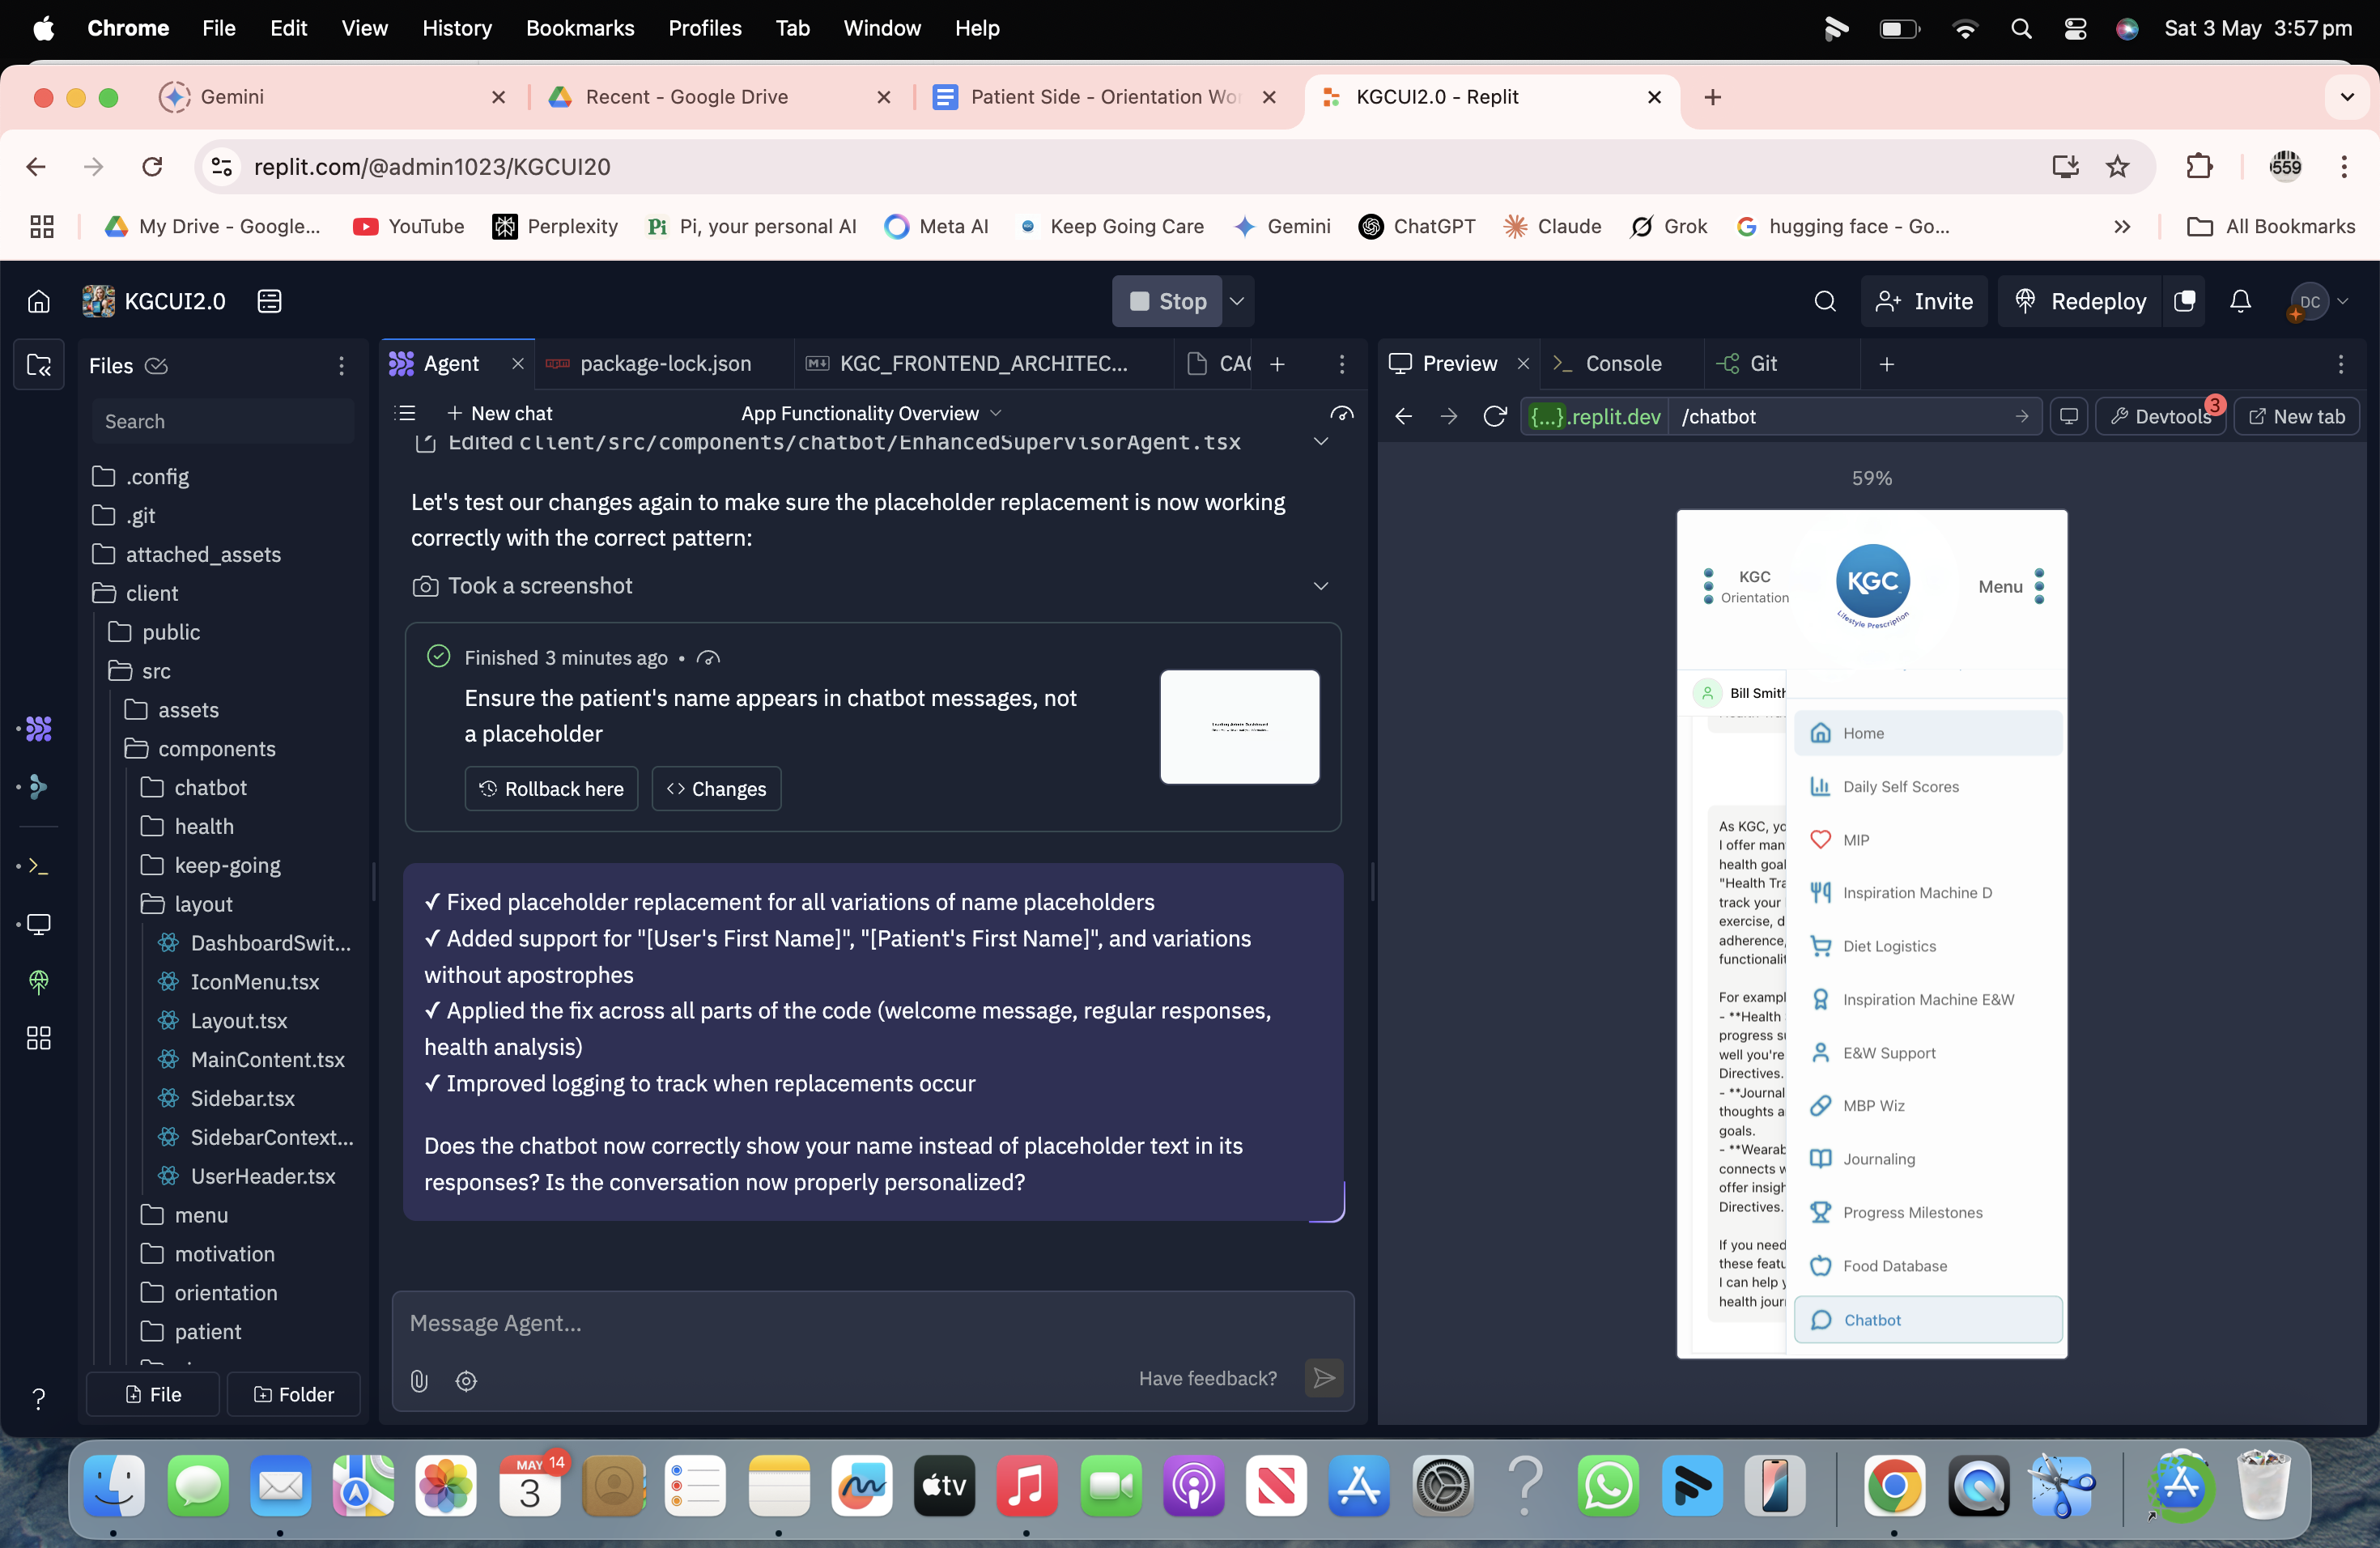 Chrome File Edit View History Bookmarks Profiles Tab Window Help Sat 3 May 3:57 pm
Gemini Recent - Google Drive Patient Side - Orientation Wor KGCUI2.0 - Replit
replit.com/@admin1023/KGCUI20 559
My Drive - Google... YouTube Perplexity Pi, your personal AI Meta AI Keep Going Care Gemini ChatGPT Claude Grok hugging face - Go... All Bookmarks
KGCUI2.0 Stop Invite Redeploy DC
Files
Search
.config
.git
attached_assets
client
public
src
assets
components
chatbot
health
keep-going
layout
DashboardSwit...
IconMenu.tsx
Layout.tsx
MainContent.tsx
Sidebar.tsx
SidebarContext...
UserHeader.tsx
menu
motivation
orientation
patient
File Folder
Agent package-lock.json KGC_FRONTEND_ARCHITEC... CAC
New chat App Functionality Overview
Edited client/src/components/chatbot/EnhancedSupervisorAgent.tsx
Let's test our changes again to make sure the placeholder replacement is now working
correctly with the correct pattern:
Took a screenshot
Finished 3 minutes ago •
Ensure the patient's name appears in chatbot messages, not
a placeholder
Rollback here Changes
✓ Fixed placeholder replacement for all variations of name placeholders
✓ Added support for "[User's First Name]", "[Patient's First Name]", and variations
without apostrophes
✓ Applied the fix across all parts of the code (welcome message, regular responses,
health analysis)
✓ Improved logging to track when replacements occur
Does the chatbot now correctly show your name instead of placeholder text in its
responses? Is the conversation now properly personalized?
Message Agent...
Have feedback?
Preview Console Git
{...}.replit.dev /chatbot Devtools 3 New tab
59%
KGC
Orientation
KGC
Lifestyle Prescription
Menu
Bill Smith
As KGC, yo
I offer man
health goal
"Health Tra
track your
exercise, d
adherence,
functionalit
For exampl
- **Health
progress su
well you're
Directives.
- **Journal
thoughts a
goals.
- **Wearab
connects w
offer insigh
Directives.
If you need
these featu
I can help y
health jour
Home
Daily Self Scores
MIP
Inspiration Machine D
Diet Logistics
Inspiration Machine E&W
E&W Support
MBP Wiz
Journaling
Progress Milestones
Food Database
Chatbot
MAY 14
3
tv